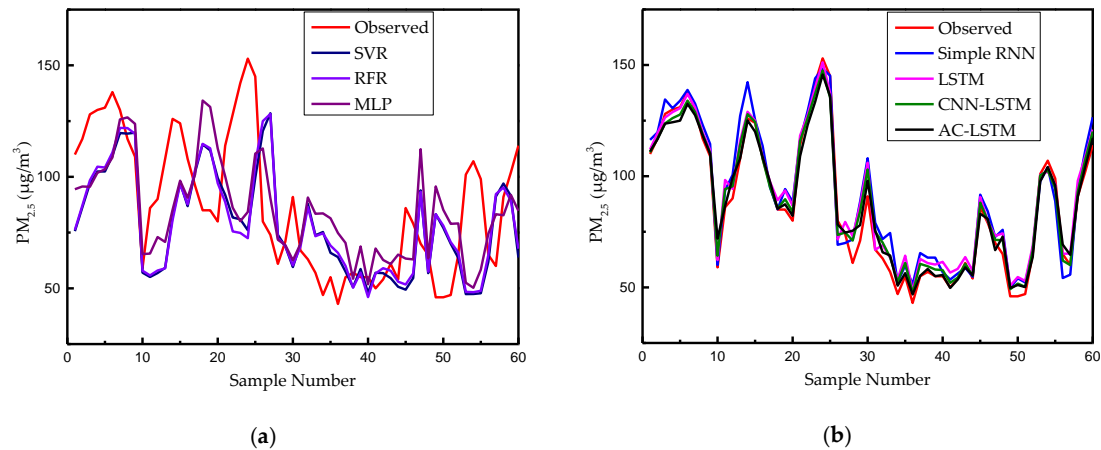 Observed
SVR
RFR
MLP
150
100
50
PM2.5 (μg/m³)
0 10 20 30 40 50 60
Sample Number
(a)
Observed
Simple RNN
LSTM
CNN-LSTM
AC-LSTM
150
100
50
PM2.5 (μg/m³)
0 10 20 30 40 50 60
Sample Number
(b)